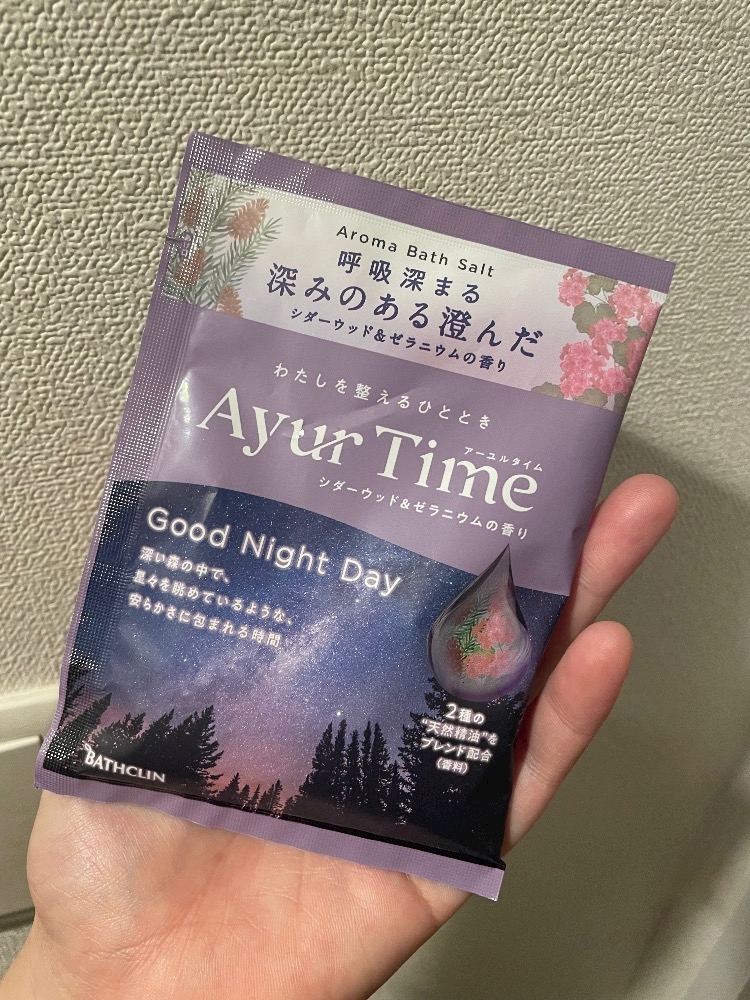 Aroma Bath Salt
呼吸深まる
深みのある澄んだ
シダーウッド&ゼラニウムの香り
わたしを整えるひととき
Ayur Time
アーユルタイム
シダーウッド&ゼラニウムの香り
Good Night Day
深い森の中で、
星々を眺めているような、
安らかさに包まれる時間
2種の
"天然精油"を
ブレンド配合
(香料)
BATHCLIN